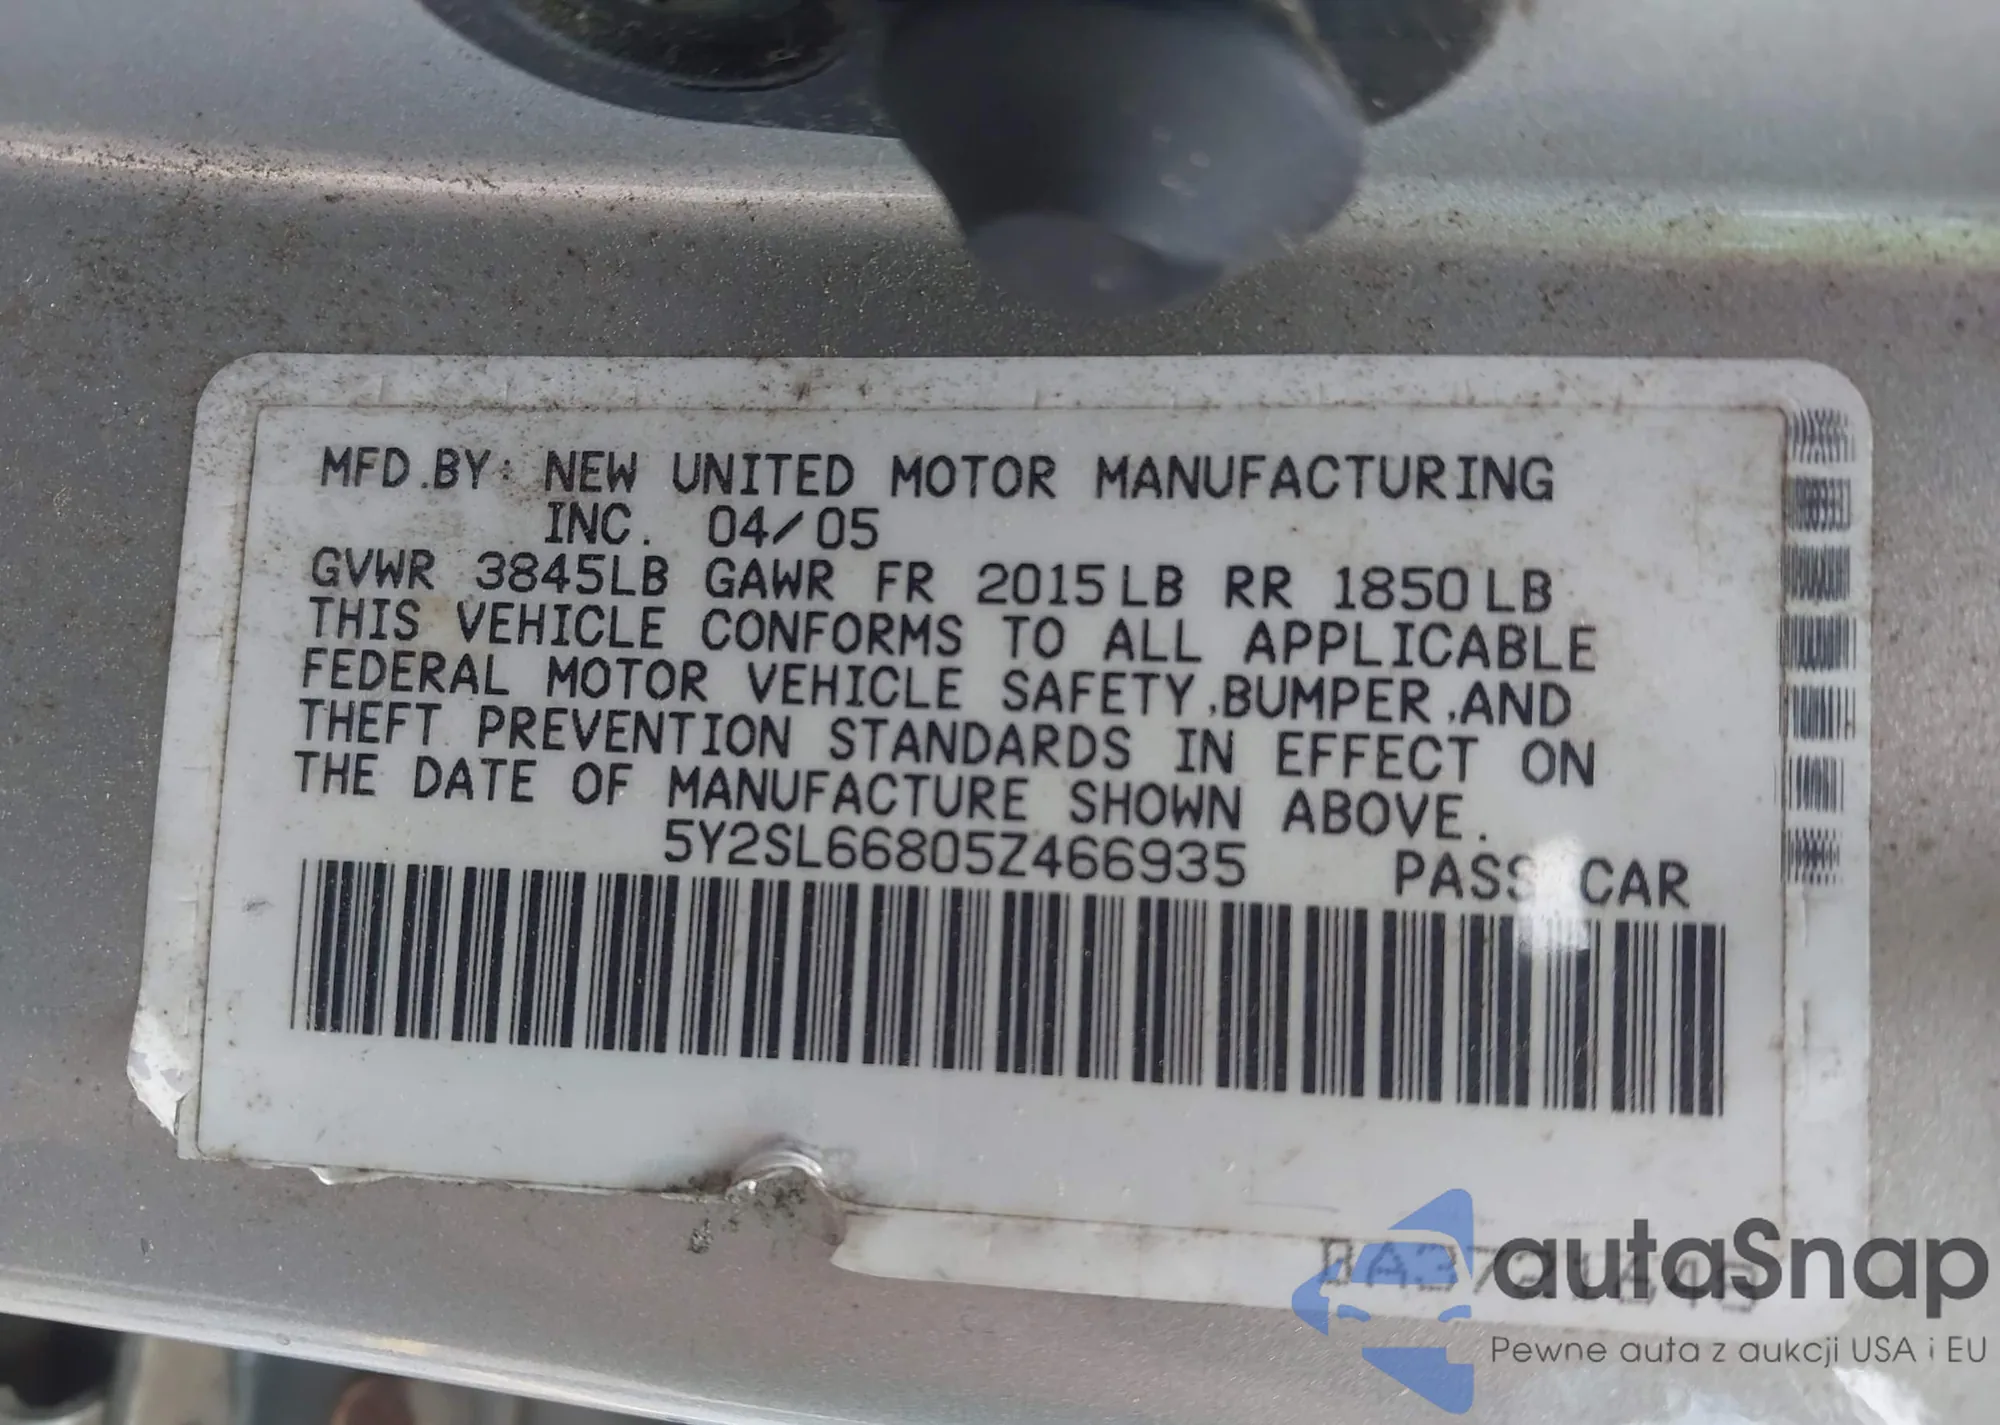 MFD.BY: NEW UNITED MOTOR MANUFACTURING
INC. 04/05
GVWR 3845LB GAWR FR 2015LB RR 1850LB
THIS VEHICLE CONFORMS TO ALL APPLICABLE
FEDERAL MOTOR VEHICLE SAFETY,BUMPER,AND
THEFT PREVENTION STANDARDS IN EFFECT ON
THE DATE OF MANUFACTURE SHOWN ABOVE.
5Y2SL66805Z466935 PASS CAR
autaSnap
Pewne auta z aukcji USA i EU